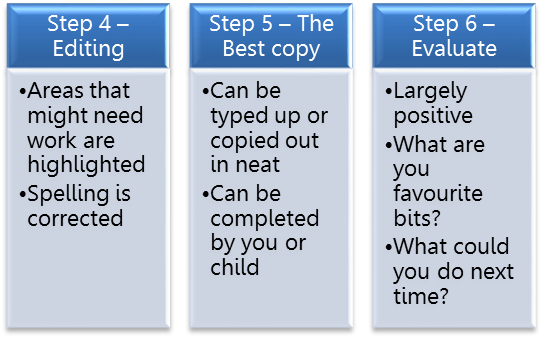 Step 4 –
Editing
•Areas that
might need
work are
highlighted
•Spelling is
corrected
Step 5 – The
Best copy
•Can be
typed up or
copied out
in neat
•Can be
completed
by you or
child
Step 6 –
Evaluate
•Largely
positive
•What are
you
favourite
bits?
•What could
you do next
time?